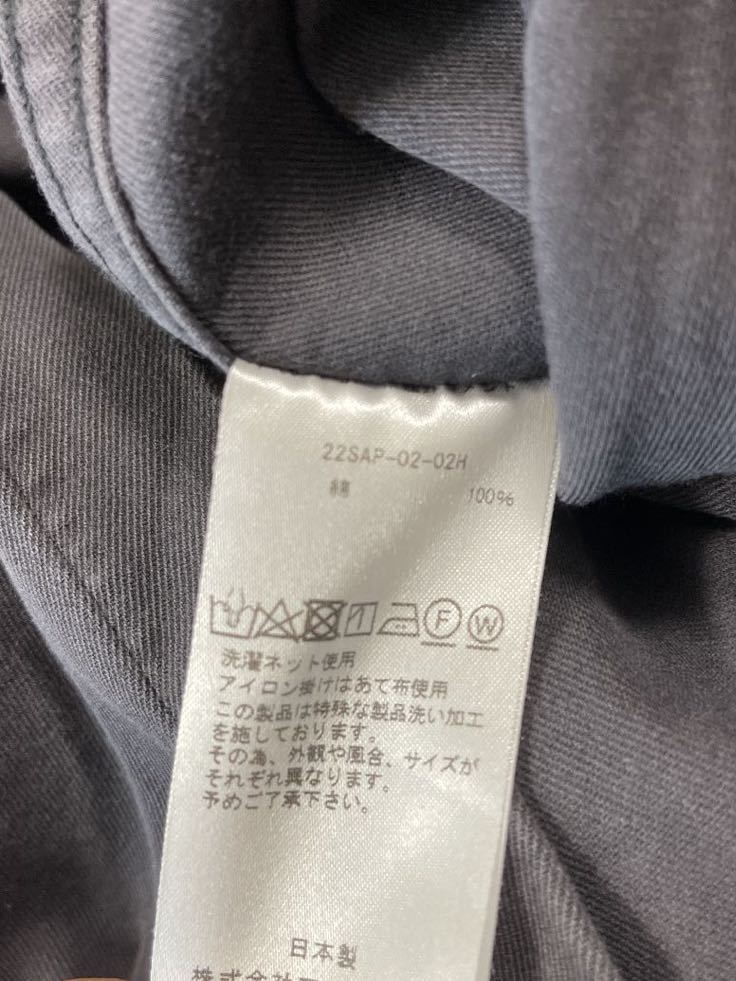 22SAP-02-02H
綿 100%
F W
洗濯ネット使用
アイロン掛けはあて布使用
この製品は特殊な製品洗い加工
を施しております。
その為、外観や風合、サイズが
それぞれ異なります。
予めご了承下さい。
日本製
株式会社